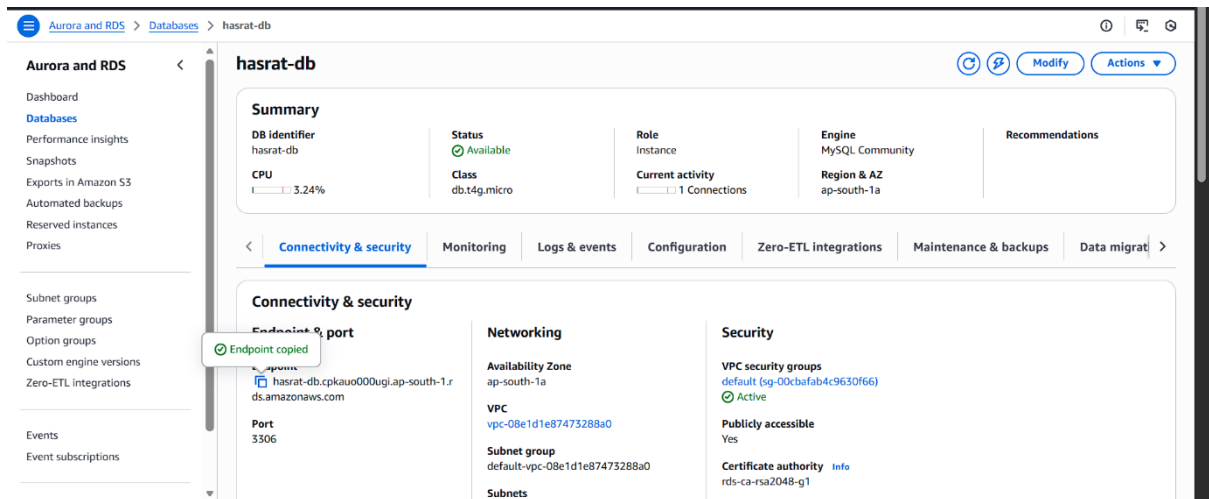 Aurora and RDS > Databases > hasrat-db
Aurora and RDS
Dashboard
Databases
Performance insights
Snapshots
Exports in Amazon S3
Automated backups
Reserved instances
Proxies
Subnet groups
Parameter groups
Option groups
Custom engine versions
Zero-ETL integrations
Events
Event subscriptions
hasrat-db
Modify
Actions
Summary
DB identifier
hasrat-db
Status
Available
Role
Instance
Engine
MySQL Community
Recommendations
CPU
3.24%
Class
db.t4g.micro
Current activity
1 Connections
Region & AZ
ap-south-1a
Connectivity & security
Monitoring
Logs & events
Configuration
Zero-ETL integrations
Maintenance & backups
Data migrat
Connectivity & security
Endpoint & port
Endpoint copied
Endpoint
hasrat-db.cpkauo000ugi.ap-south-1.r
ds.amazonaws.com
Port
3306
Networking
Availability Zone
ap-south-1a
VPC
vpc-08e1d1e87473288a0
Subnet group
default-vpc-08e1d1e87473288a0
Subnets
Security
VPC security groups
default (sg-00cbafab4c9630f66)
Active
Publicly accessible
Yes
Certificate authority Info
rds-ca-rsa2048-g1